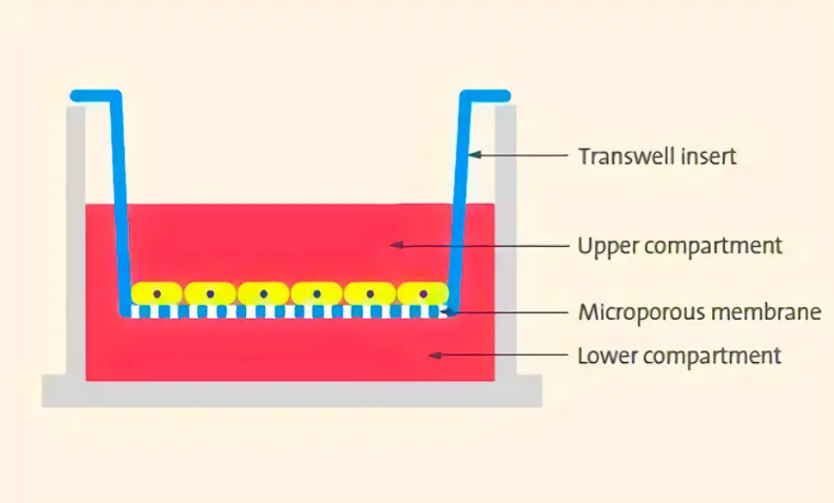 Transwell insert
Upper compartment
Microporous membrane
Lower compartment